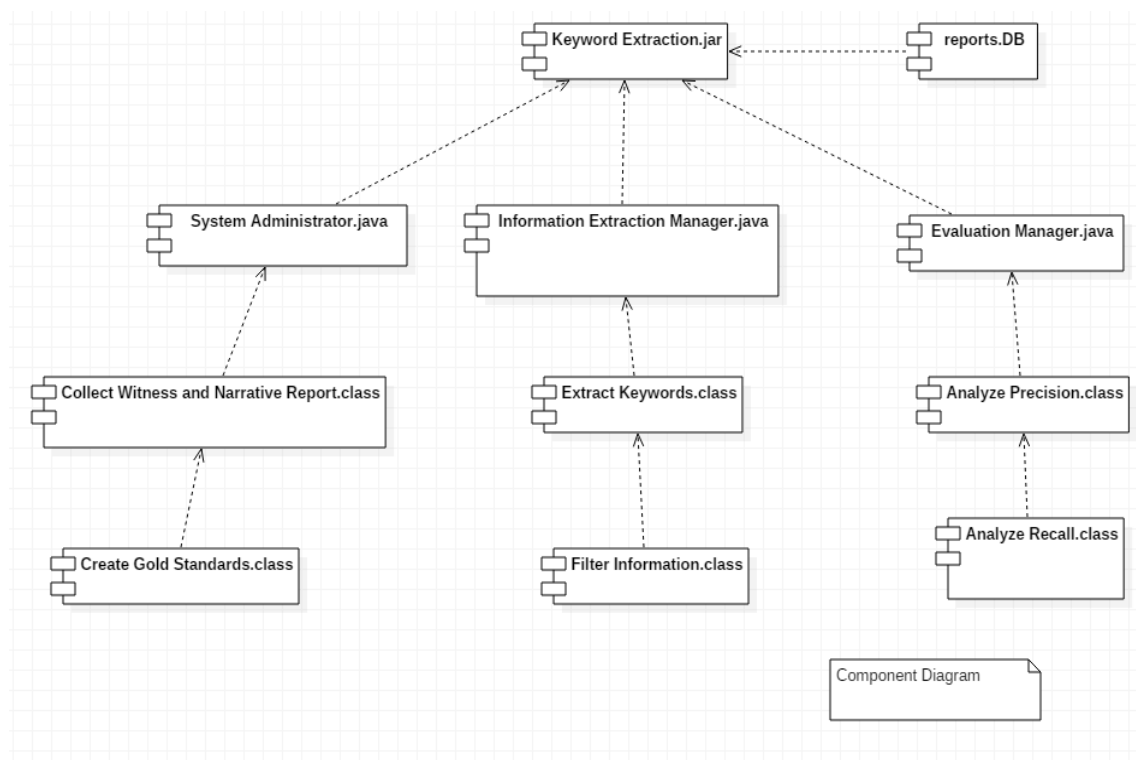 Keyword Extraction.jar
reports.DB
System Administrator.java
Information Extraction Manager.java
Evaluation Manager.java
Collect Witness and Narrative Report.class
Extract Keywords.class
Analyze Precision.class
Analyze Recall.class
Create Gold Standards.class
Filter Information.class
Component Diagram